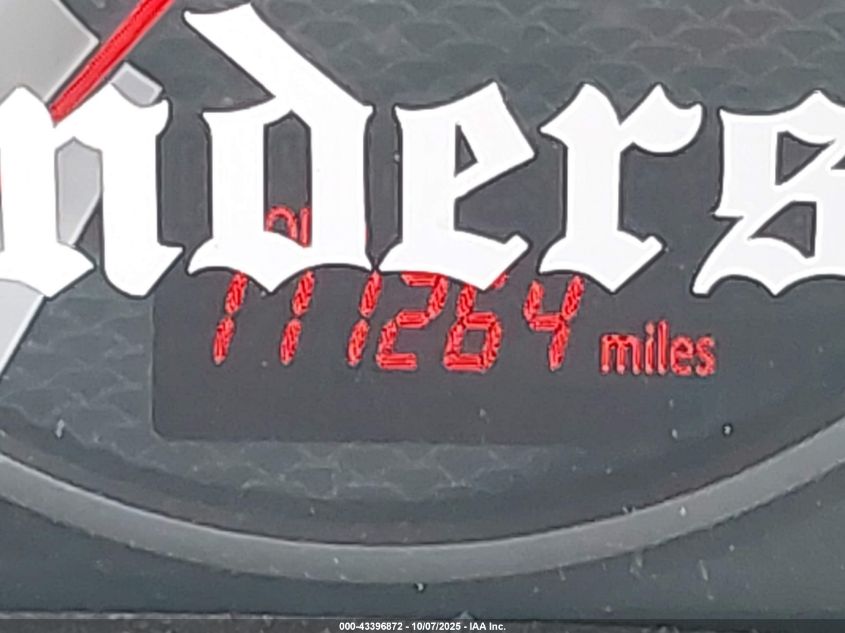 nders
111264 miles
000-43396872 - 10/07/2025 - IAA Inc.